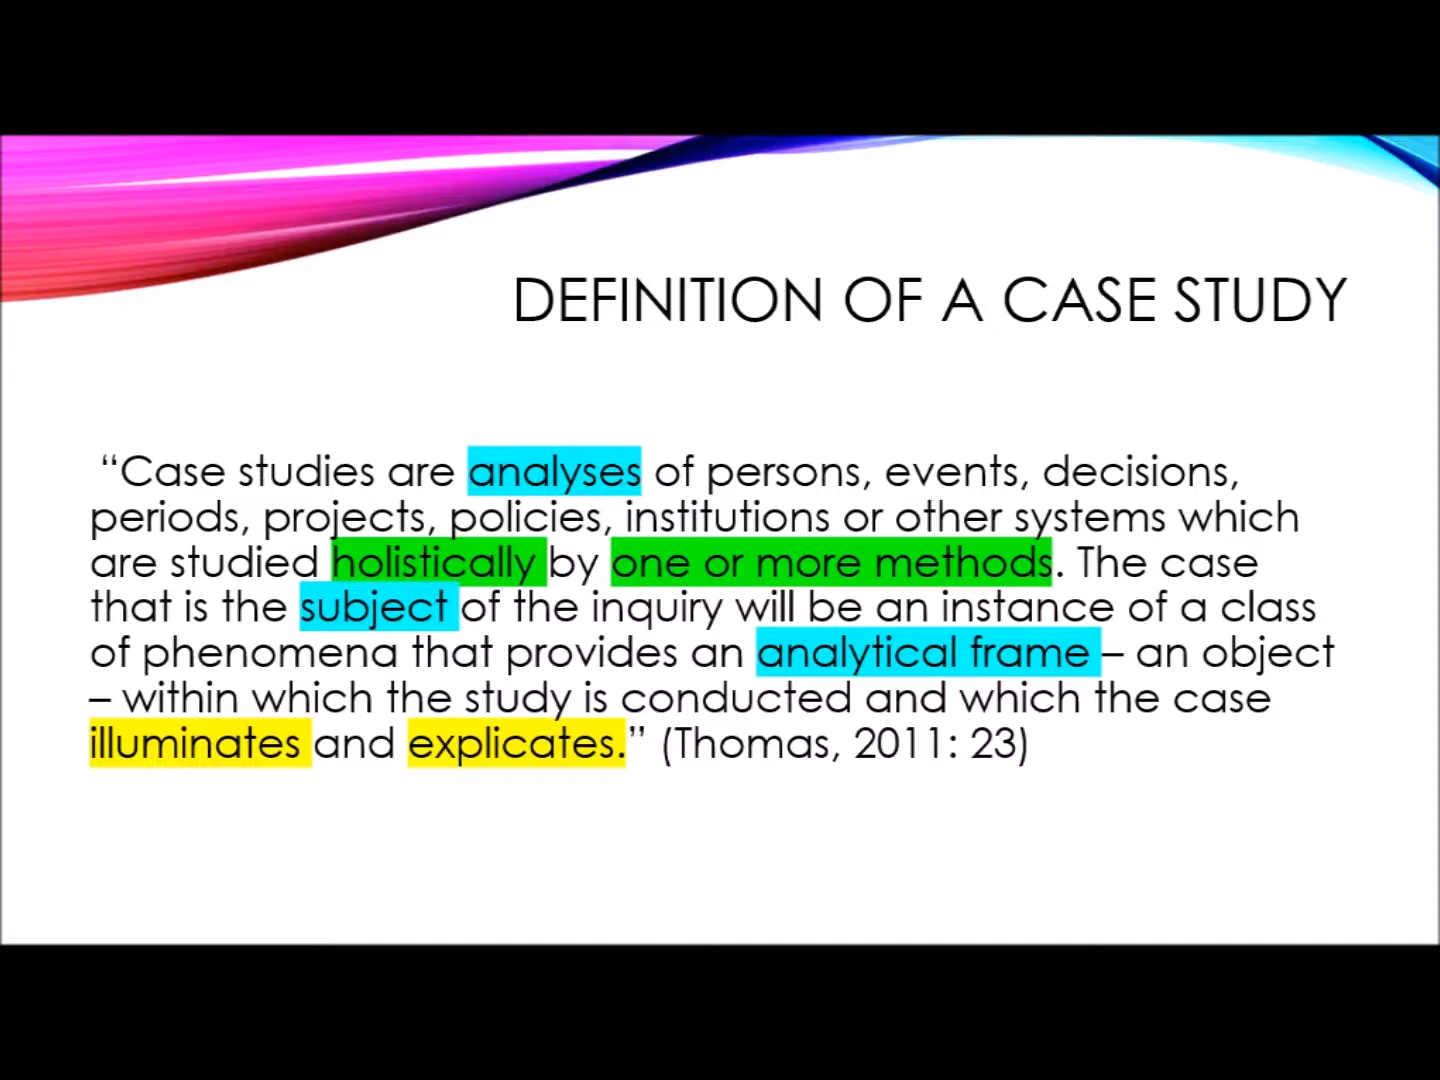 DEFINITION OF A CASE STUDY
“Case studies are analyses of persons, events, decisions,
periods, projects, policies, institutions or other systems which
are studied holistically by one or more methods. The case
that is the subject of the inquiry will be an instance of a class
of phenomena that provides an analytical frame – an object
– within which the study is conducted and which the case
illuminates and explicates.” (Thomas, 2011: 23)